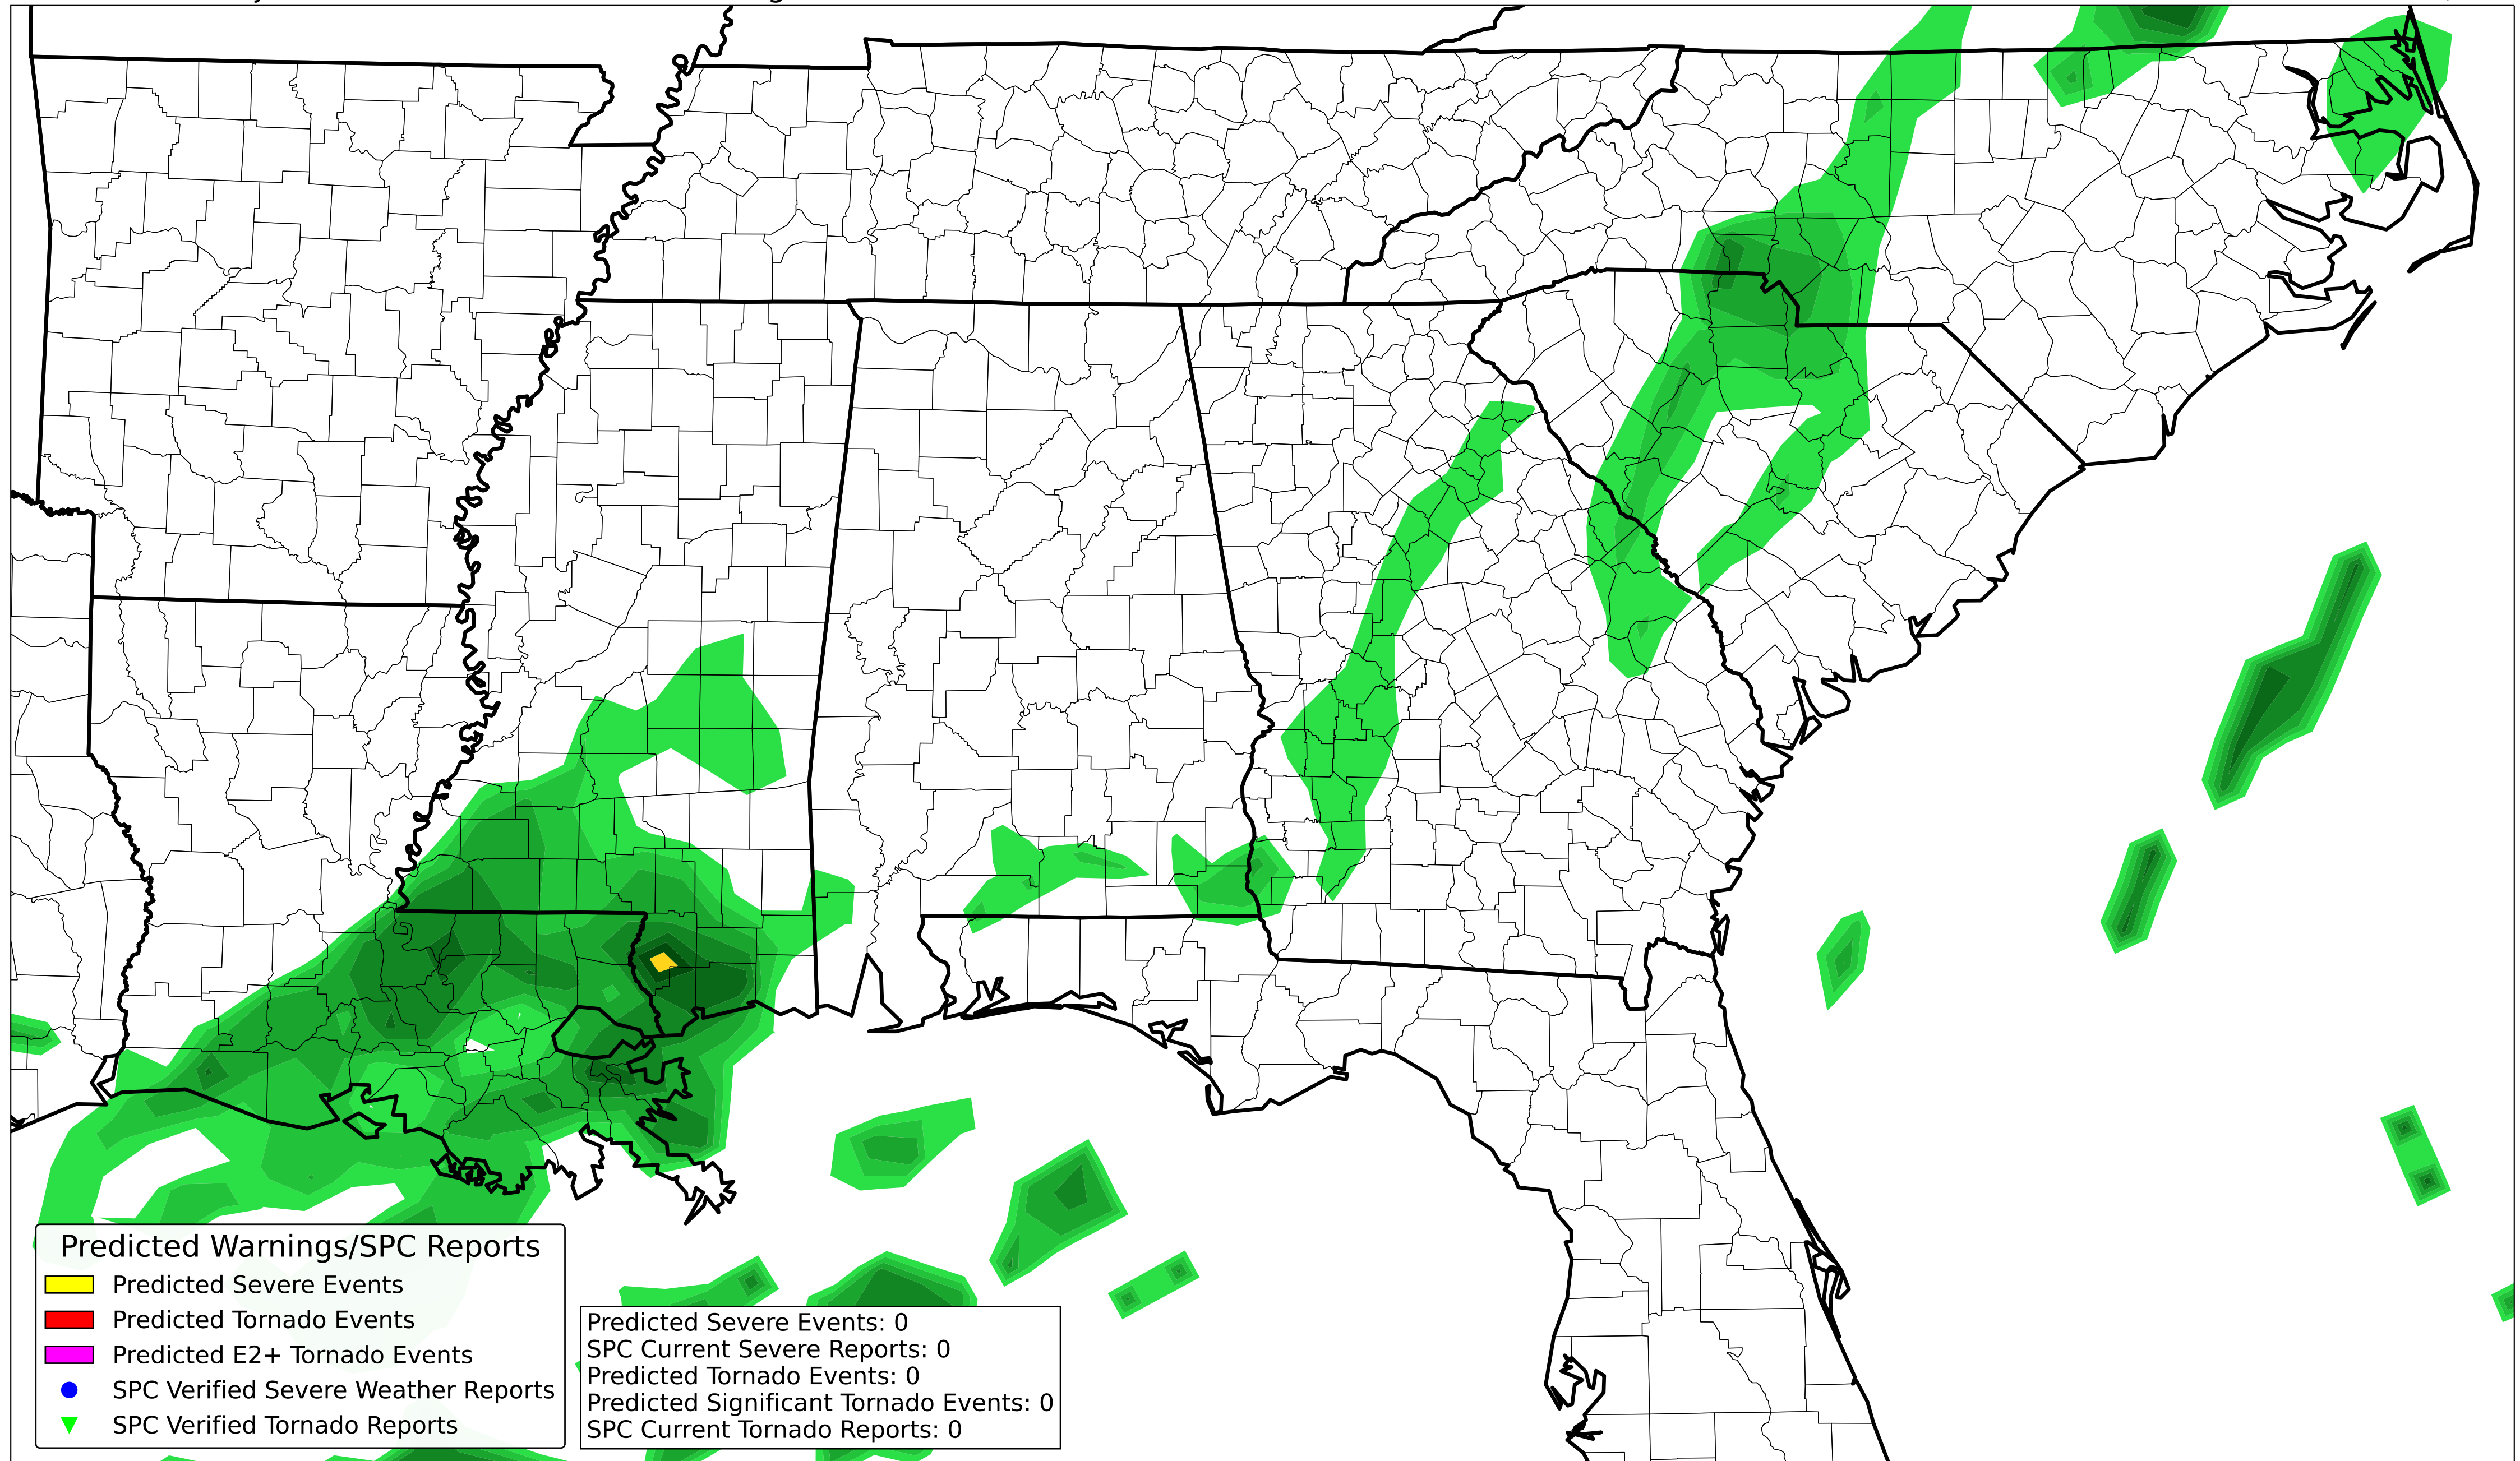 Predicted Warnings/SPC Reports
Predicted Severe Events
Predicted Tornado Events
Predicted E2+ Tornado Events
SPC Verified Severe Weather Reports
SPC Verified Tornado Reports
Predicted Severe Events: 0
SPC Current Severe Reports: 0
Predicted Tornado Events: 0
Predicted Significant Tornado Events: 0
SPC Current Tornado Reports: 0